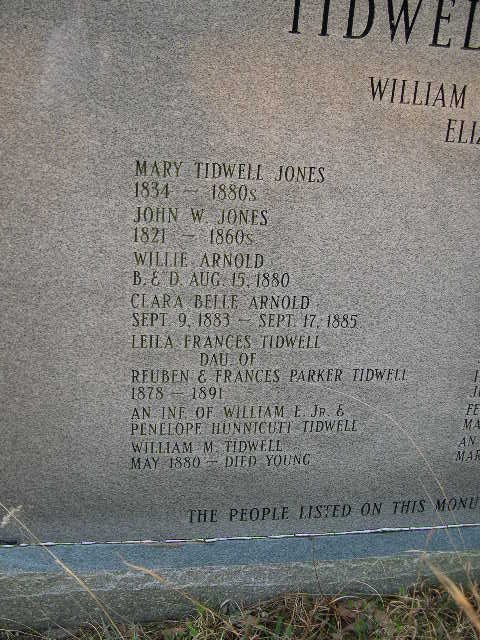 TIDWEL
WILLIAM
ELIZ
MARY TIDWELL JONES
1834 – 1880s
JOHN W. JONES
1821 – 1860s
WILLIE ARNOLD
B. & D. AUG. 15, 1880
CLARA BELLE ARNOLD
SEPT. 9, 1883 – SEPT. 17, 1885
LEILA FRANCES TIDWELL
DAU OF
REUBEN & FRANCES PARKER TIDWELL
1878 – 1891
AN INF. OF WILLIAM E. JR. &
PENELOPE HUNNICUTT TIDWELL
WILLIAM M. TIDWELL
MAY 1880 – DIED YOUNG
THE PEOPLE LISTED ON THIS MONU